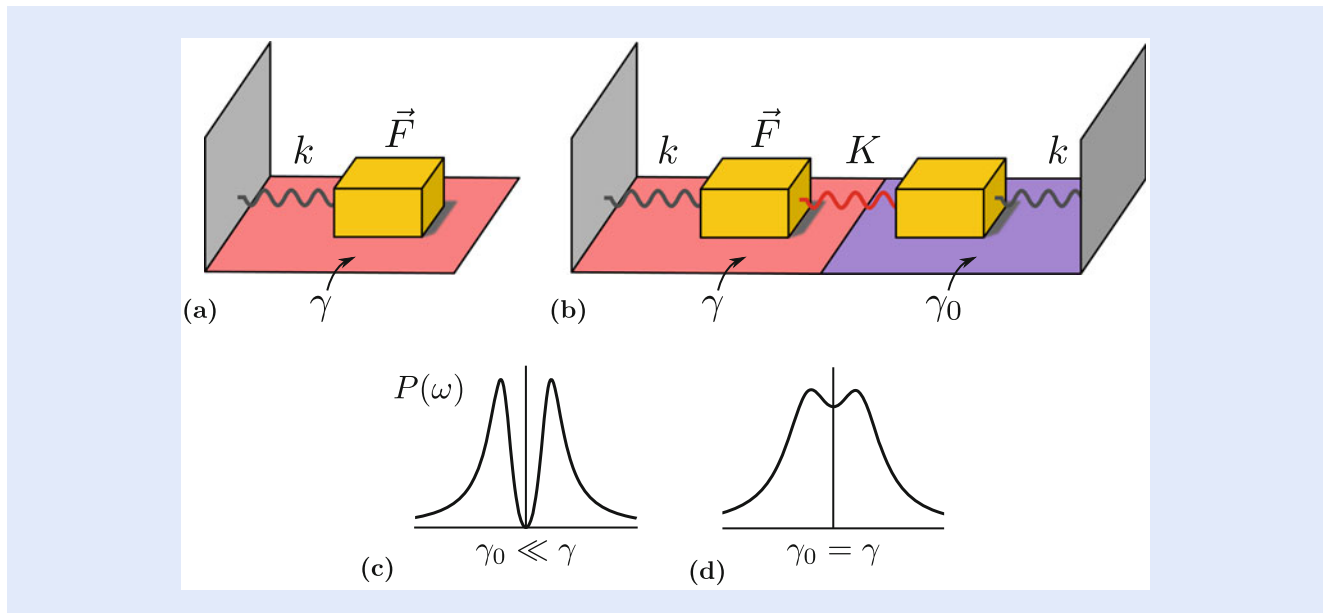 k F⃗ k F⃗ K k
γ γ γ₀
(a) (b)
P(ω)
γ₀ ≪ γ γ₀ = γ
(c) (d)